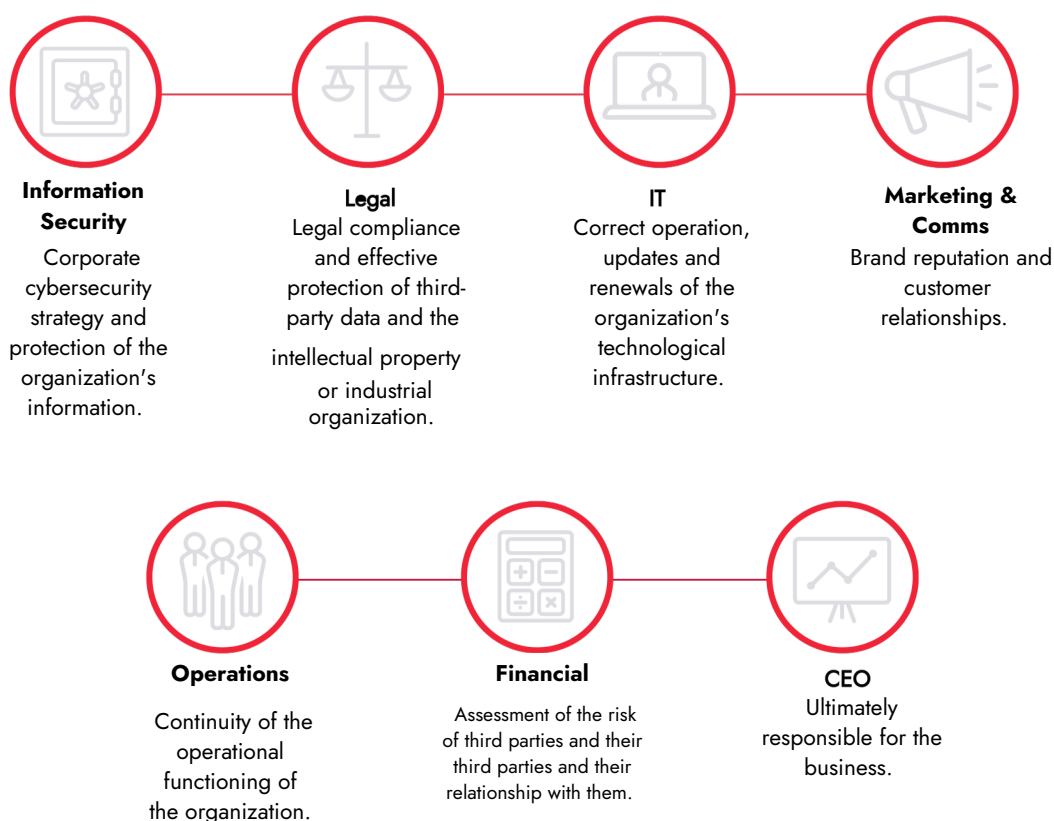 Information
Security
Corporate
cybersecurity
strategy and
protection of the
organization's
information.
Legal
Legal compliance
and effective
protection of third-
party data and the
intellectual property
or industrial
organization.
IT
Correct operation,
updates and
renewals of the
organization's
technological
infrastructure.
Marketing &
Comms
Brand reputation and
customer
relationships.
Operations
Continuity of the
operational
functioning of
the organization.
Financial
Assessment of the risk
of third parties and their
third parties and their
relationship with them.
CEO
Ultimately
responsible for the
business.